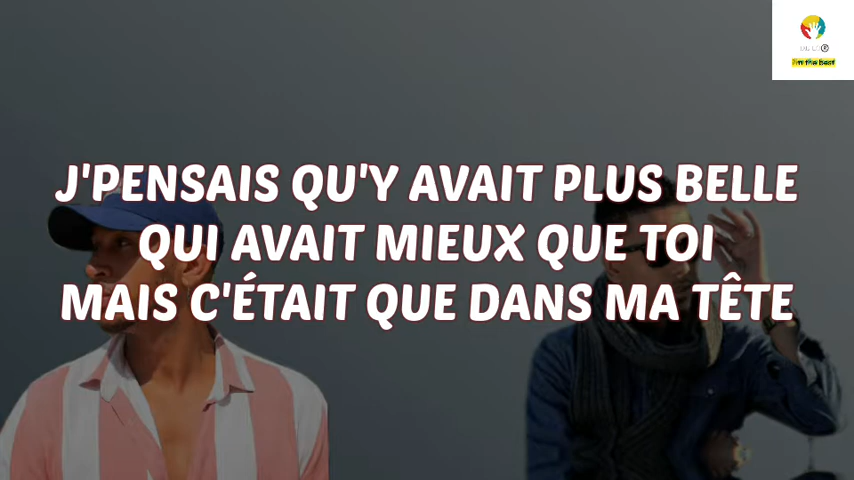 J'PENSAIS QU'Y AVAIT PLUS BELLE
QUI AVAIT MIEUX QUE TOI
MAIS C'ÉTAIT QUE DANS MA TÊTE